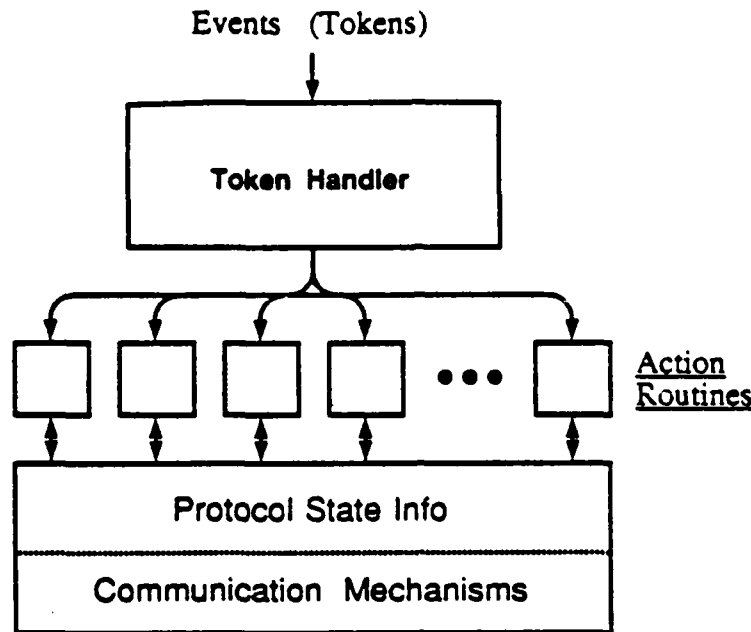 Events (Tokens)
Token Handler
Action
Routines
Protocol State Info
Communication Mechanisms